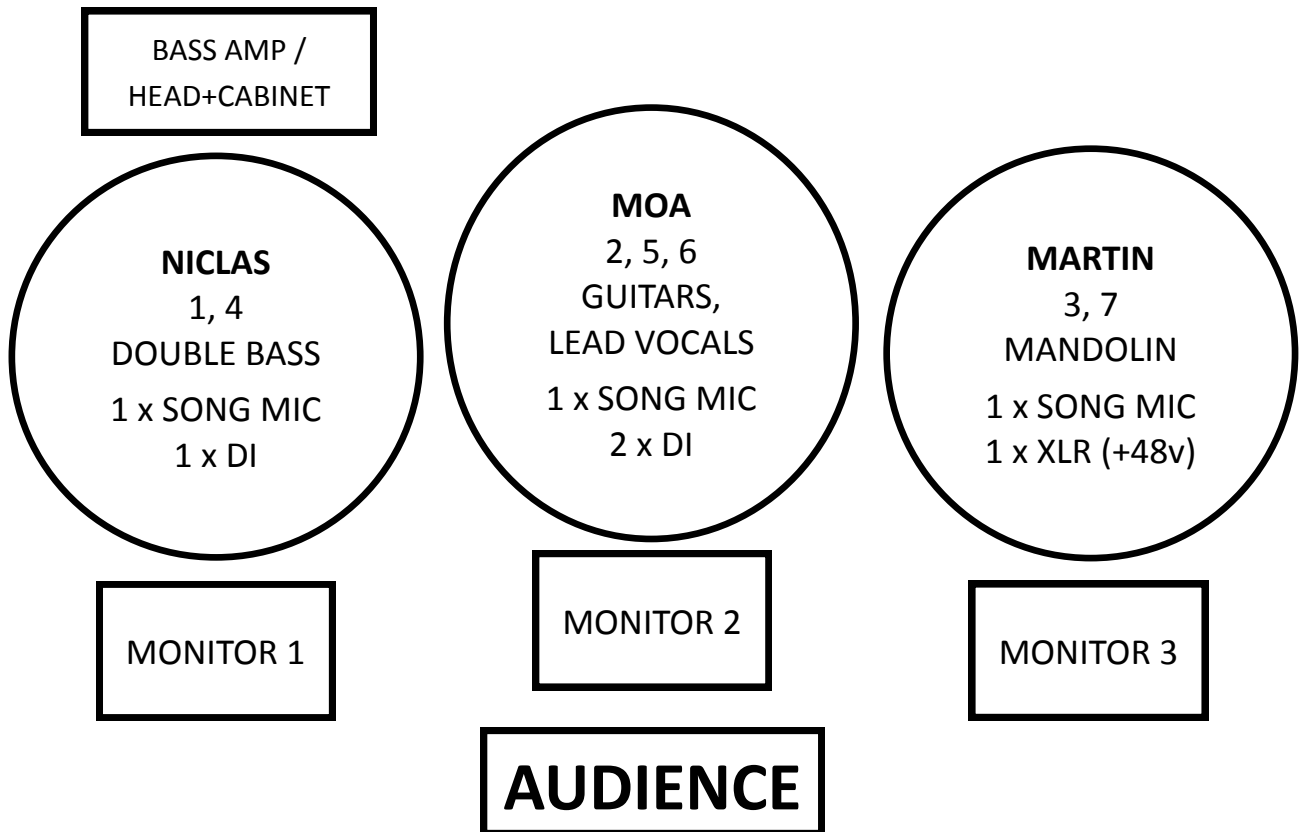 BASS AMP /
HEAD+CABINET
NICLAS
1, 4
DOUBLE BASS
1 x SONG MIC
1 x DI
MOA
2, 5, 6
GUITARS,
LEAD VOCALS
1 x SONG MIC
2 x DI
MARTIN
3, 7
MANDOLIN
1 x SONG MIC
1 x XLR (+48v)
MONITOR 1
MONITOR 2
MONITOR 3
AUDIENCE